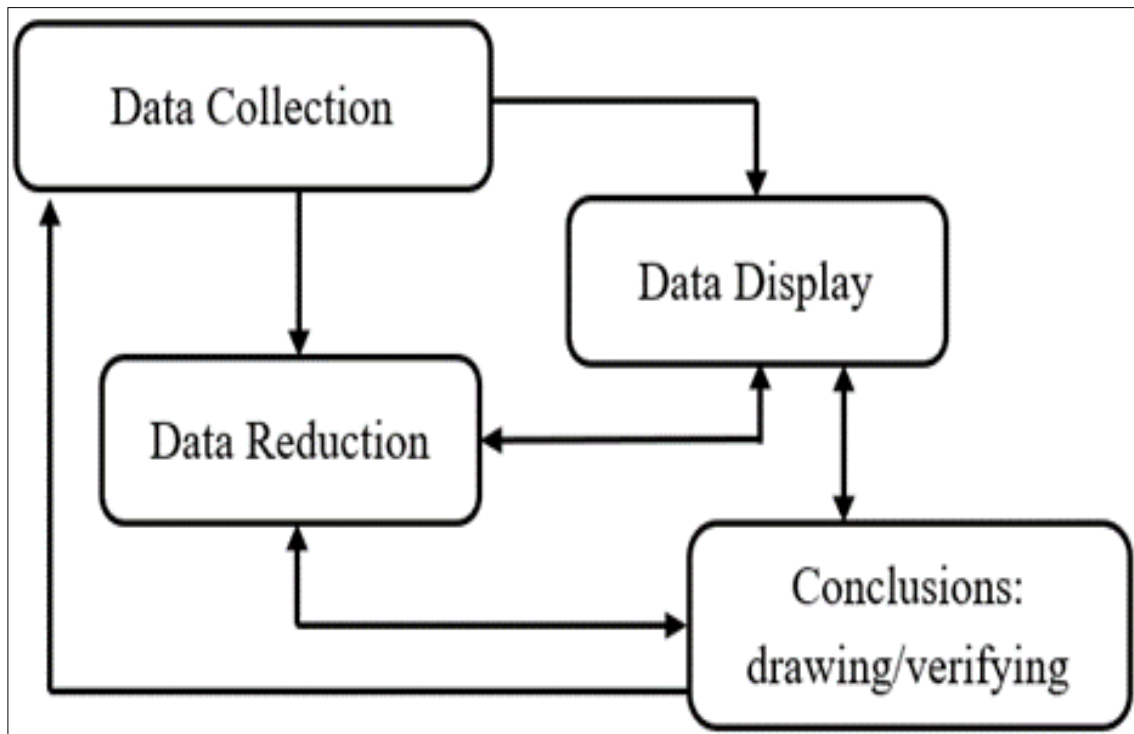 Data Collection
Data Display
Data Reduction
Conclusions:
drawing/verifying